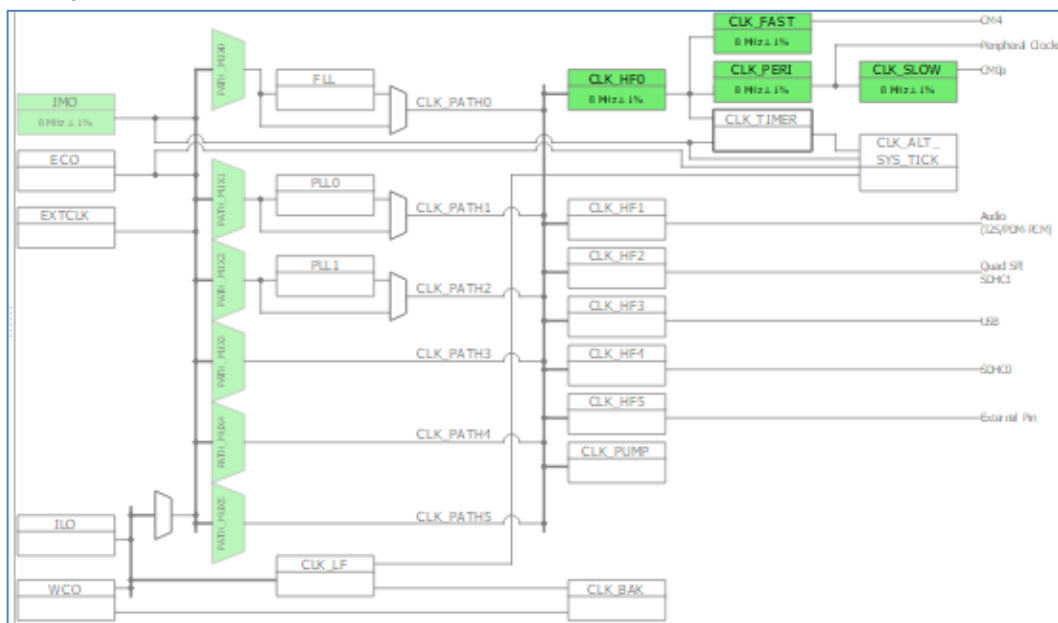 CLK_FAST
8 MHz ± 1%
CM4
Peripheral Clock
CLK_HF0
8 MHz ± 1%
CLK_PERI
8 MHz ± 1%
CLK_SLOW
8 MHz ± 1%
CM0p
PATH_MUX0
FLL
CLK_PATH0
IMO
8 MHz ± 1%
CLK_TIMER
CLK_ALT_
SYS_TICK
ECO
EXTCLK
PATH_MUX1
PLL0
CLK_PATH1
CLK_HF1
Audio
(I2S/PDM-PCM)
PATH_MUX2
PLL1
CLK_PATH2
CLK_HF2
Quad SPI
SDHC1
CLK_HF3
USB
PATH_MUX3
CLK_PATH3
CLK_HF4
SDHC0
CLK_HF5
External Pin
PATH_MUX4
CLK_PATH4
CLK_PUMP
PATH_MUX5
CLK_PATH5
ILO
CLK_LF
WCO
CLK_BAK